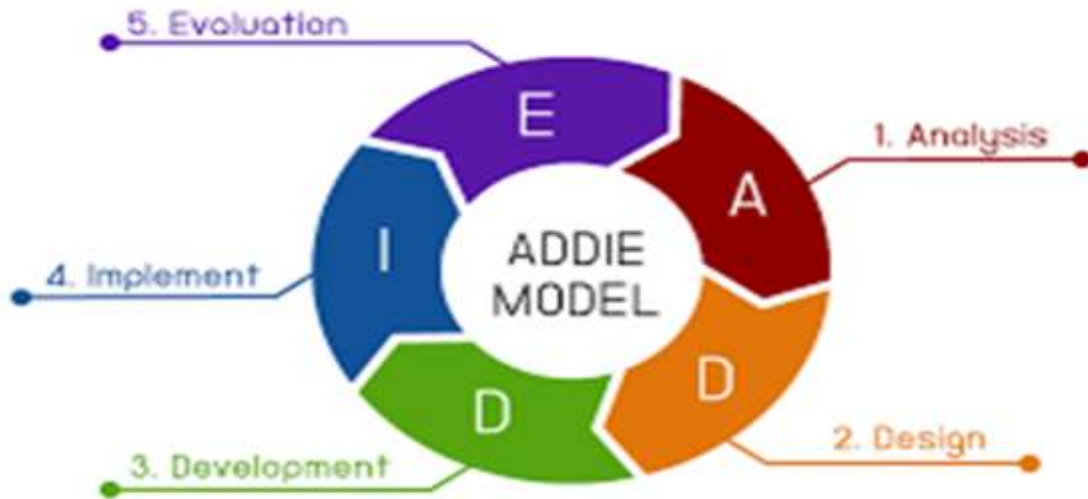 5. Evaluation
E
1. Analysis
A
I
ADDIE
MODEL
4. Implement
D
D
2. Design
3. Development